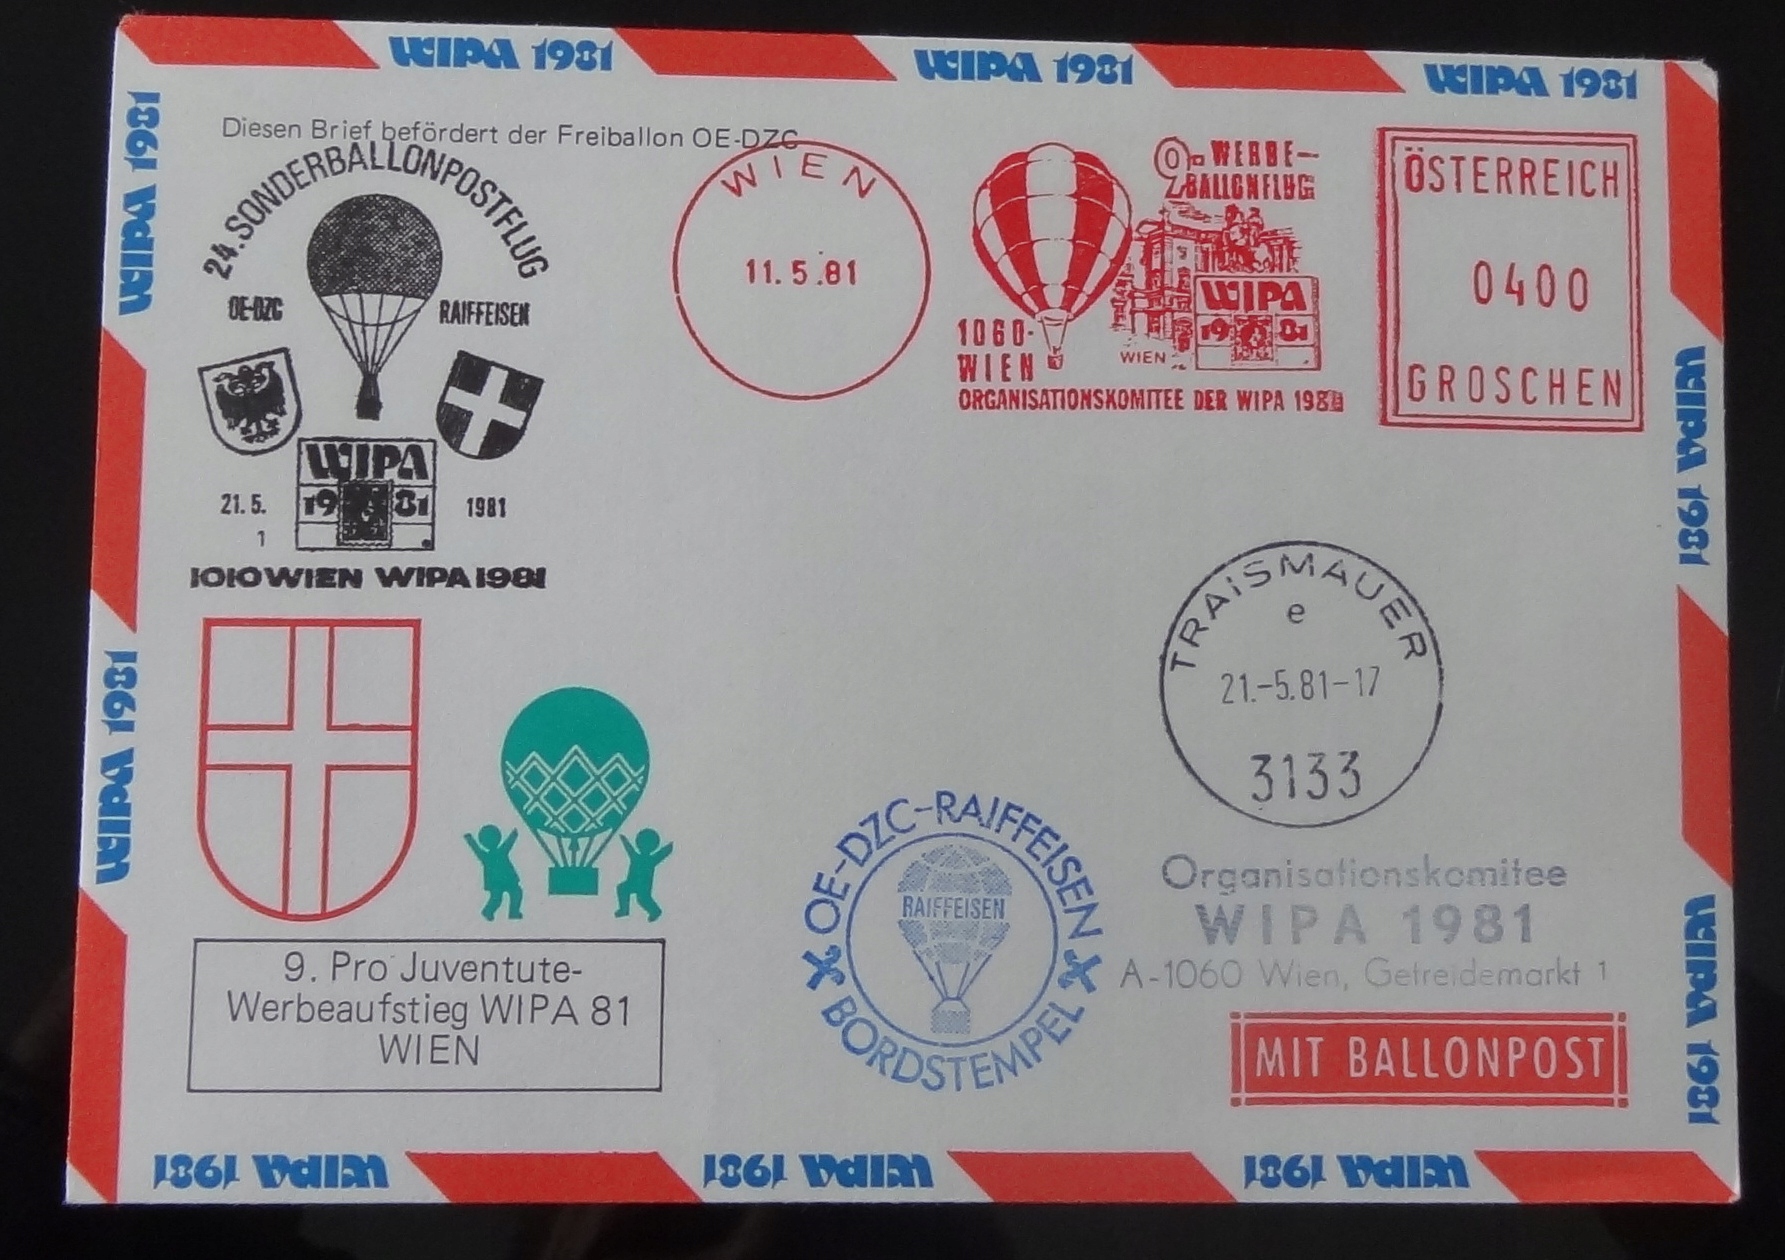 WIPA 1981 WIPA 1981 WIPA 1981
WIPA 1981
WIPA 1981
Diesen Brief befördert der Freiballon OE-DZC
24. SONDERBALLONPOSTFLUG
OE-DZC RAIFFEISEN
WIPA
1981
21.5. 1981
1
1010 WIEN WIPA 1981
WIEN
11.5.81
9. WERBE-
BALLONFLUG
WIPA
1981
1060-
WIEN
WIEN
ORGANISATIONSKOMITEE DER WIPA 1981
ÖSTERREICH
0400
GROSCHEN
TRAISMAUER
e
21.-5.81-17
3133
9. Pro Juventute-
Werbeaufstieg WIPA 81
WIEN
OE-DZC-RAIFFEISEN
RAIFFEISEN
BORDSTEMPEL
Organisationskomitee
WIPA 1981
A-1060 Wien, Getreidemarkt 1
MIT BALLONPOST
WIPA 1981
WIPA 1981
WIPA 1981 WIPA 1981 WIPA 1981